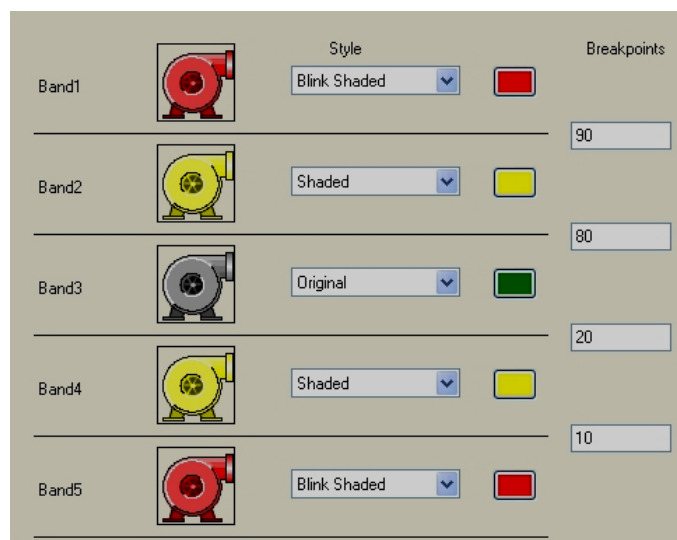 Style
Breakpoints
Band1
Blink Shaded
90
Band2
Shaded
80
Band3
Original
20
Band4
Shaded
10
Band5
Blink Shaded